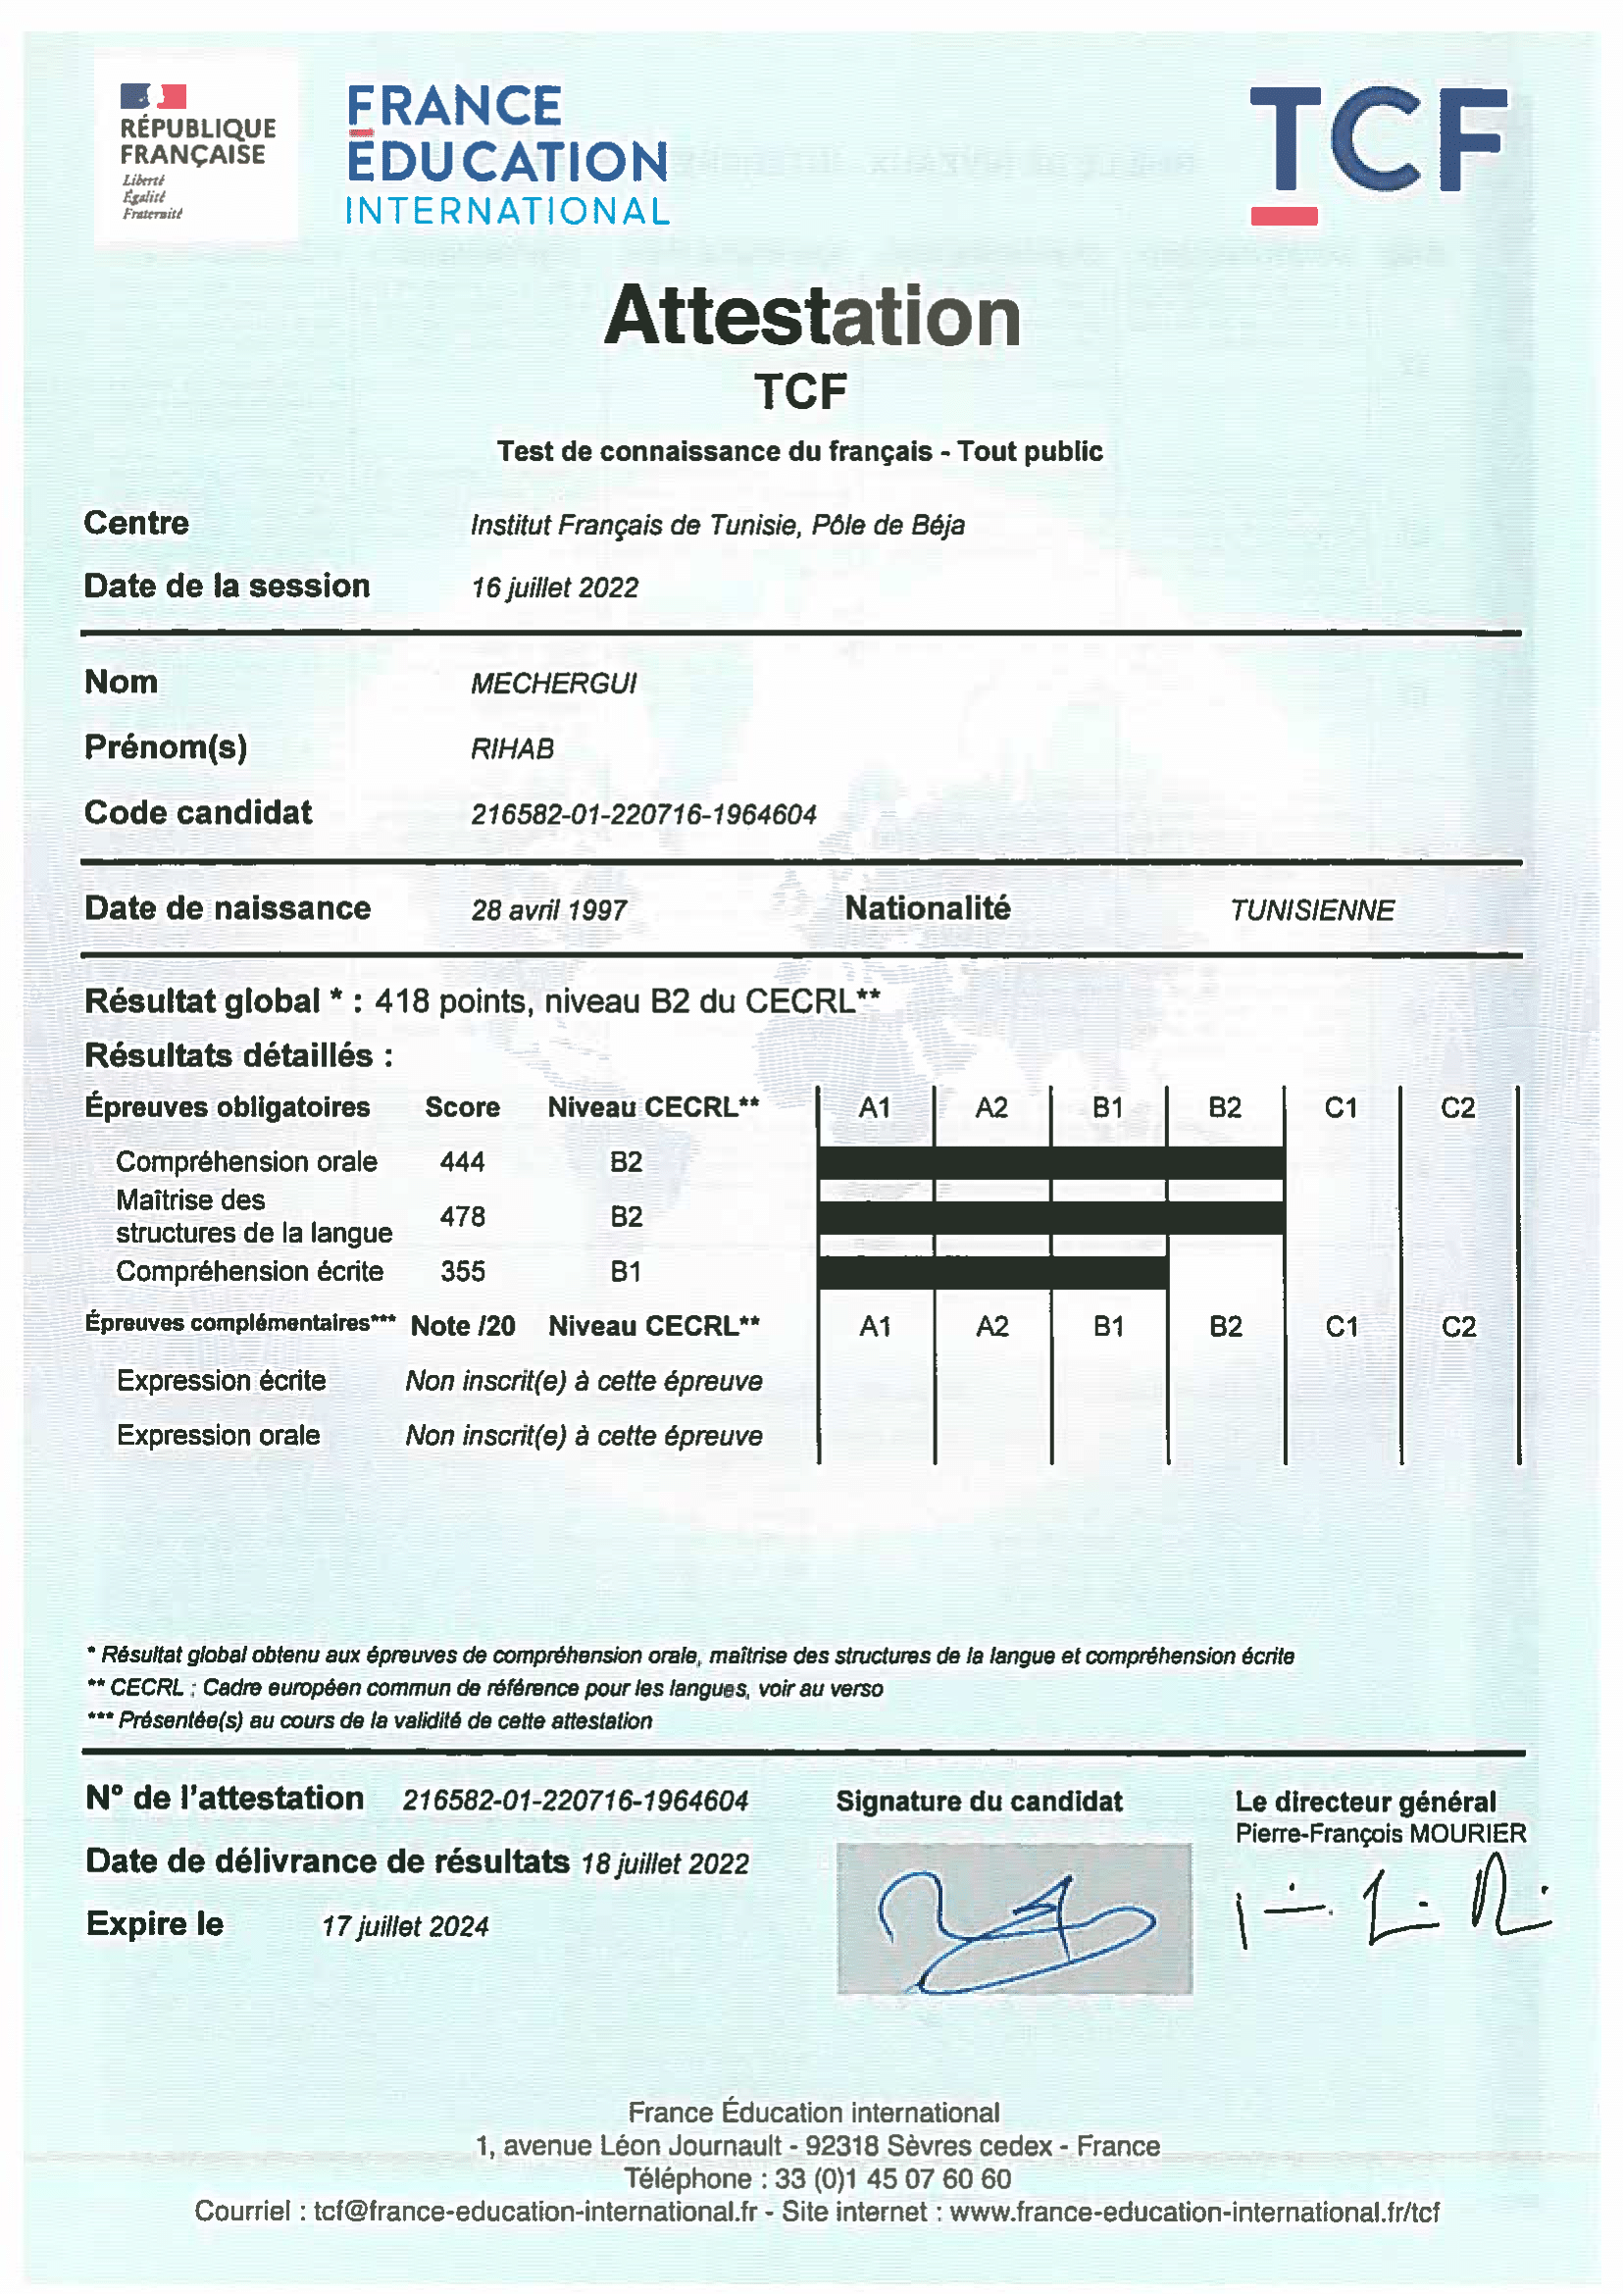 RÉPUBLIQUE
FRANÇAISE
Liberté
Égalité
Fraternité
FRANCE
EDUCATION
INTERNATIONAL
TCF
Attestation
TCF
Test de connaissance du français - Tout public
Centre Institut Français de Tunisie, Pôle de Béja
Date de la session 16 juillet 2022
Nom MECHERGUI
Prénom(s) RIHAB
Code candidat 216582-01-220716-1964604
Date de naissance 28 avril 1997 Nationalité TUNISIENNE
Résultat global * : 418 points, niveau B2 du CECRL**
Résultats détaillés :
Épreuves obligatoires Score Niveau CECRL** A1 A2 B1 B2 C1 C2
Compréhension orale 444 B2
Maîtrise des
structures de la langue 478 B2
Compréhension écrite 355 B1
Épreuves complémentaires*** Note /20 Niveau CECRL** A1 A2 B1 B2 C1 C2
Expression écrite Non inscrit(e) à cette épreuve
Expression orale Non inscrit(e) à cette épreuve
* Résultat global obtenu aux épreuves de compréhension orale, maîtrise des structures de la langue et compréhension écrite
** CECRL : Cadre européen commun de référence pour les langues, voir au verso
*** Présentée(s) au cours de la validité de cette attestation
N° de l'attestation 216582-01-220716-1964604 Signature du candidat Le directeur général
Pierre-François MOURIER
Date de délivrance de résultats 18 juillet 2022
Expire le 17 juillet 2024
France Éducation international
1, avenue Léon Journault - 92318 Sèvres cedex - France
Téléphone : 33 (0)1 45 07 60 60
Courriel : tcf@france-education-international.fr - Site internet : www.france-education-international.fr/tcf